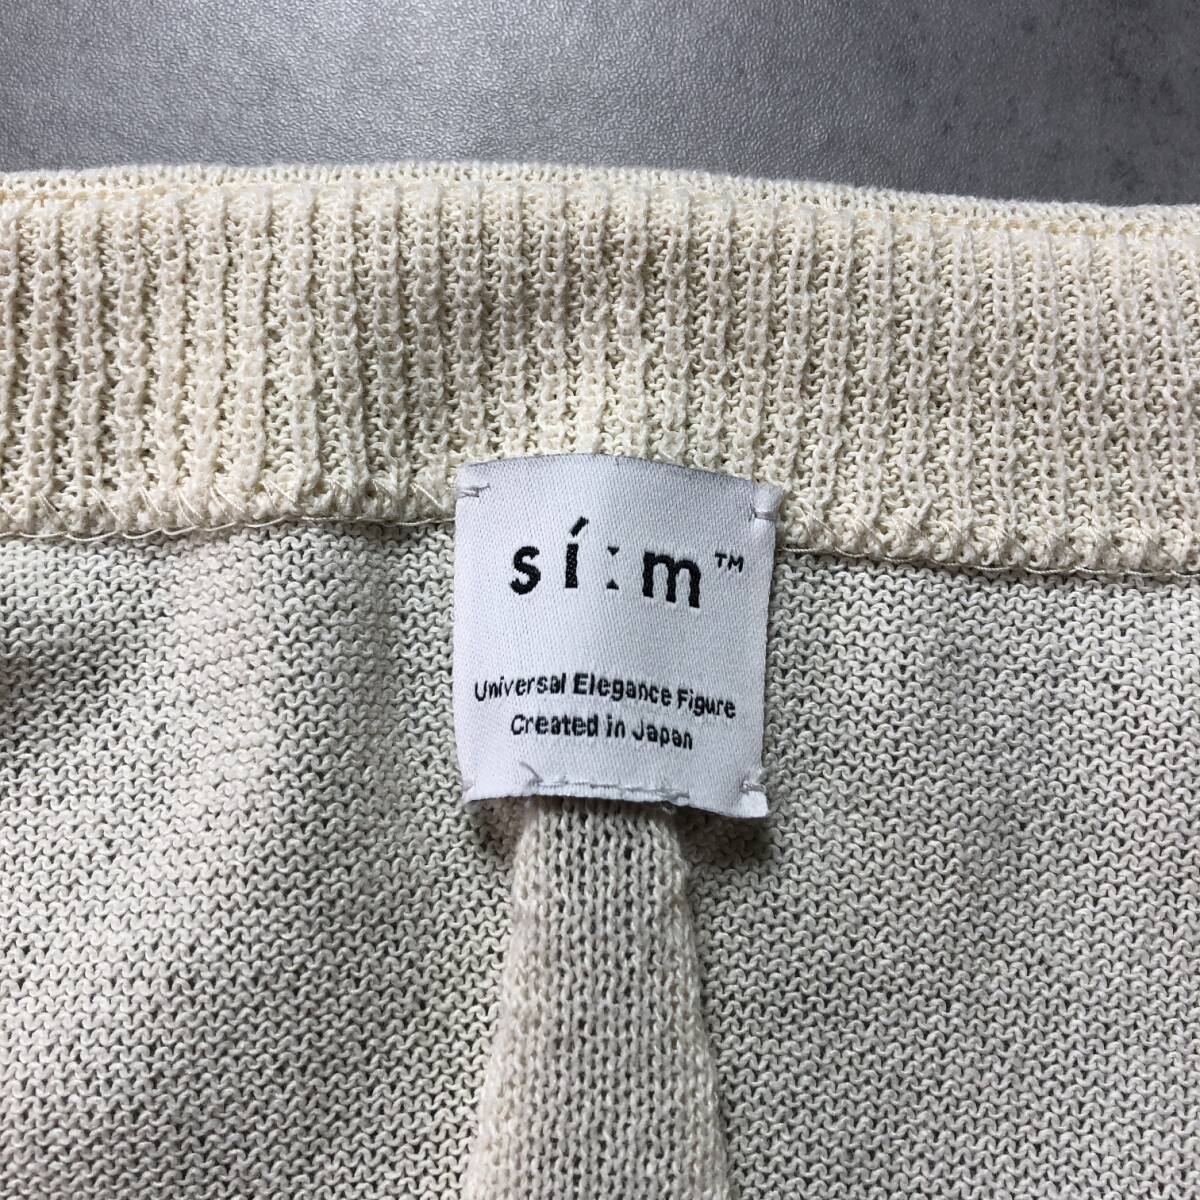 sí:m™
Universal Elegance Figure
Created in Japan